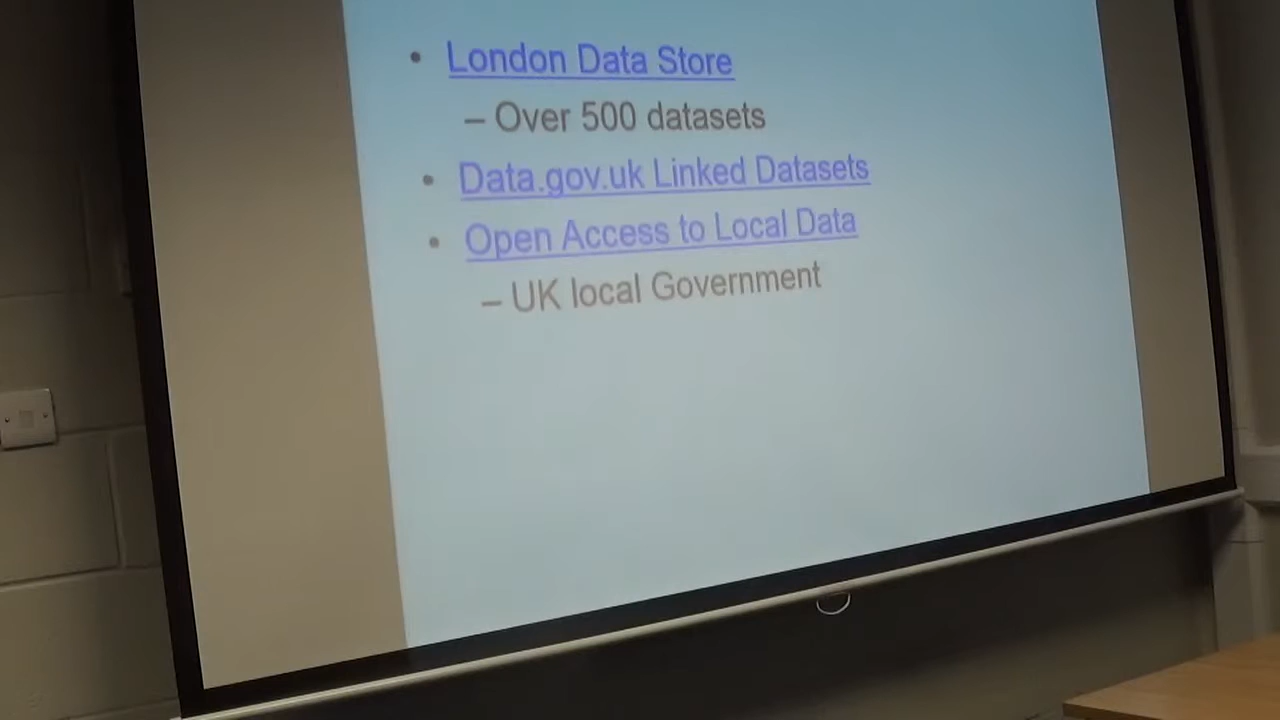 • London Data Store
– Over 500 datasets
• Data.gov.uk Linked Datasets
• Open Access to Local Data
– UK local Government